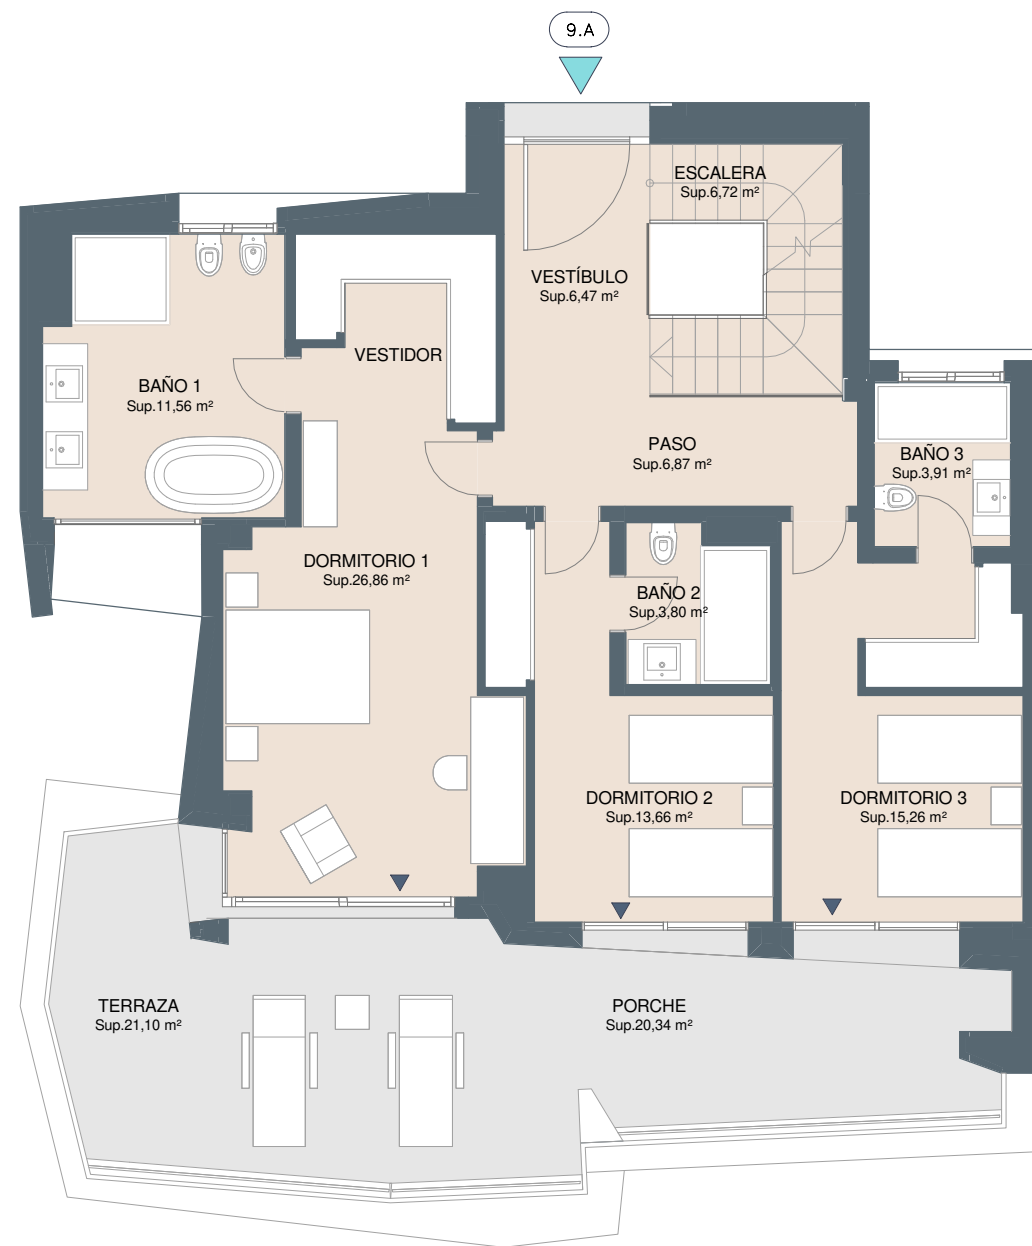 9.A
ESCALERA
Sup.6,72 m²
VESTÍBULO
Sup.6,47 m²
VESTIDOR
BAÑO 1
Sup.11,56 m²
PASO
Sup.6,87 m²
BAÑO 3
Sup.3,91 m²
DORMITORIO 1
Sup.26,86 m²
BAÑO 2
Sup.3,80 m²
DORMITORIO 2
Sup.13,66 m²
DORMITORIO 3
Sup.15,26 m²
TERRAZA
Sup.21,10 m²
PORCHE
Sup.20,34 m²